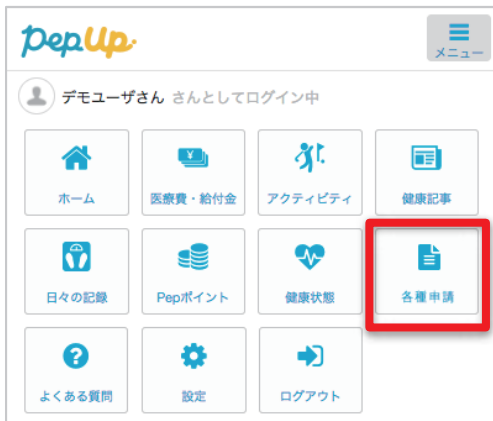 PepUp
メニュー
デモユーザさん さんとしてログイン中
¥
ホーム 医療費・給付金 アクティビティ 健康記事
日々の記録 Pepポイント 健康状態 各種申請
?
よくある質問 設定 ログアウト